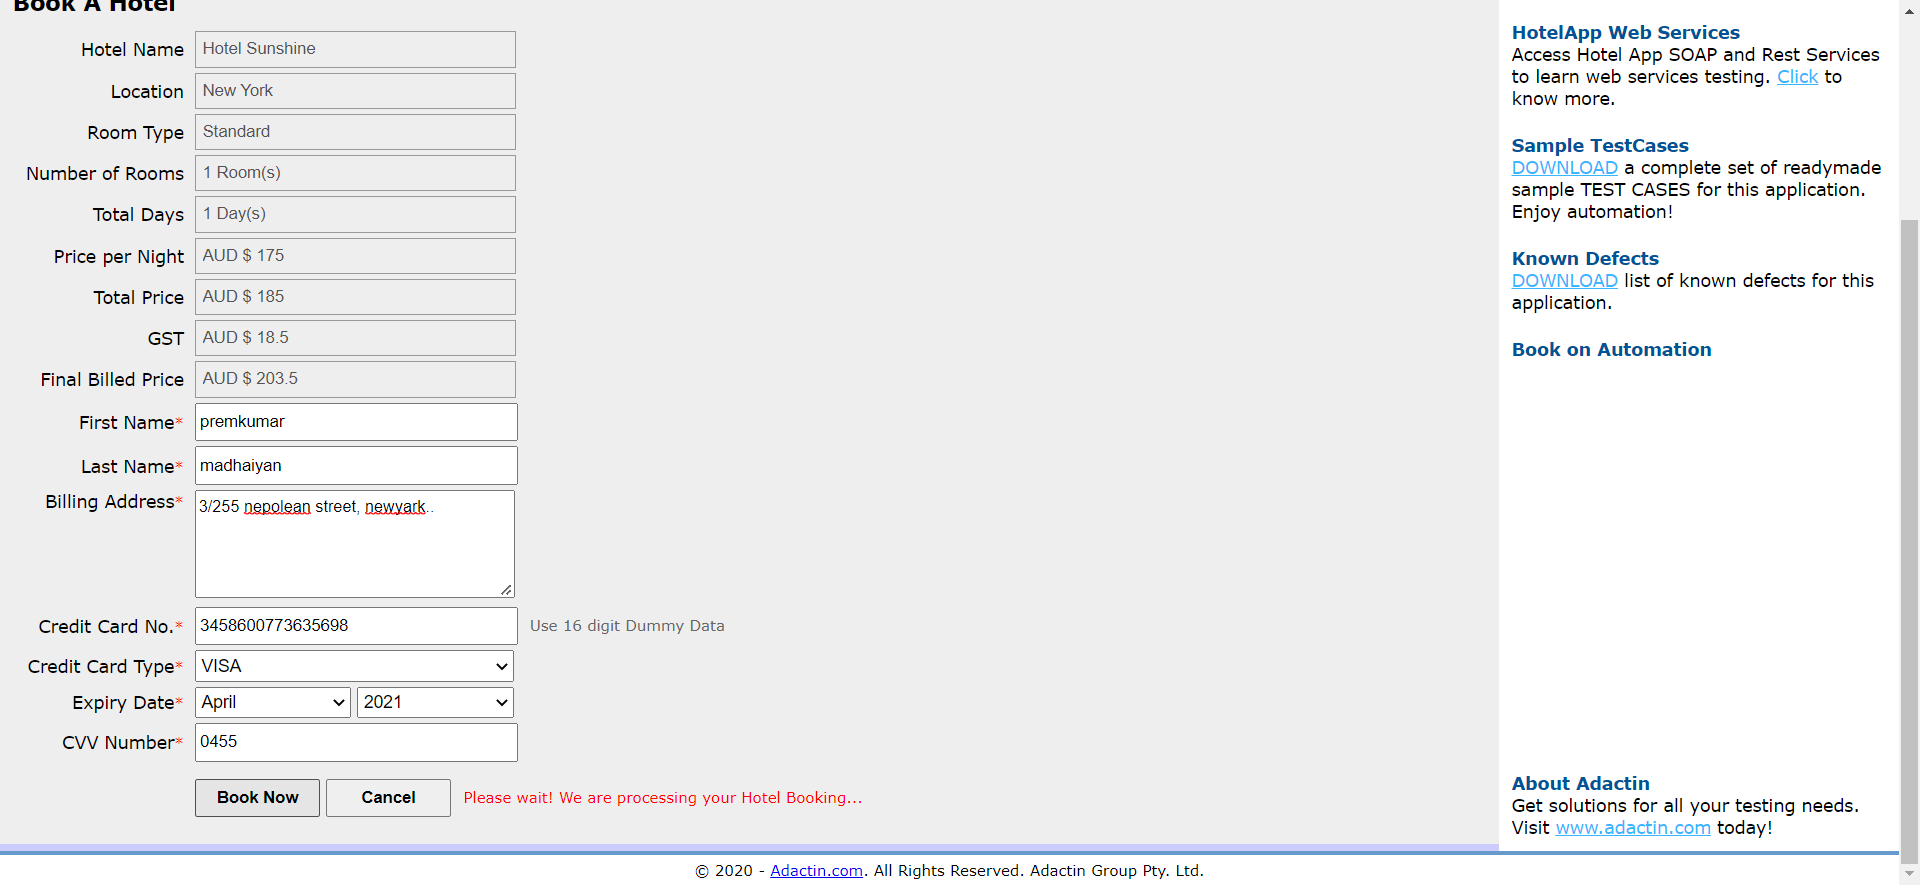 Book A Hotel
Hotel Name Hotel Sunshine
Location New York
Room Type Standard
Number of Rooms 1 Room(s)
Total Days 1 Day(s)
Price per Night AUD $ 175
Total Price AUD $ 185
GST AUD $ 18.5
Final Billed Price AUD $ 203.5
First Name* premkumar
Last Name* madhaiyan
Billing Address* 3/255 nepolean street, newyark..
Credit Card No.* 3458600773635698 Use 16 digit Dummy Data
Credit Card Type* VISA
Expiry Date* April 2021
CVV Number* 0455
Book Now Cancel Please wait! We are processing your Hotel Booking...
HotelApp Web Services
Access Hotel App SOAP and Rest Services
to learn web services testing. Click to
know more.
Sample TestCases
DOWNLOAD a complete set of readymade
sample TEST CASES for this application.
Enjoy automation!
Known Defects
DOWNLOAD list of known defects for this
application.
Book on Automation
About Adactin
Get solutions for all your testing needs.
Visit www.adactin.com today!
© 2020 - Adactin.com. All Rights Reserved. Adactin Group Pty. Ltd.